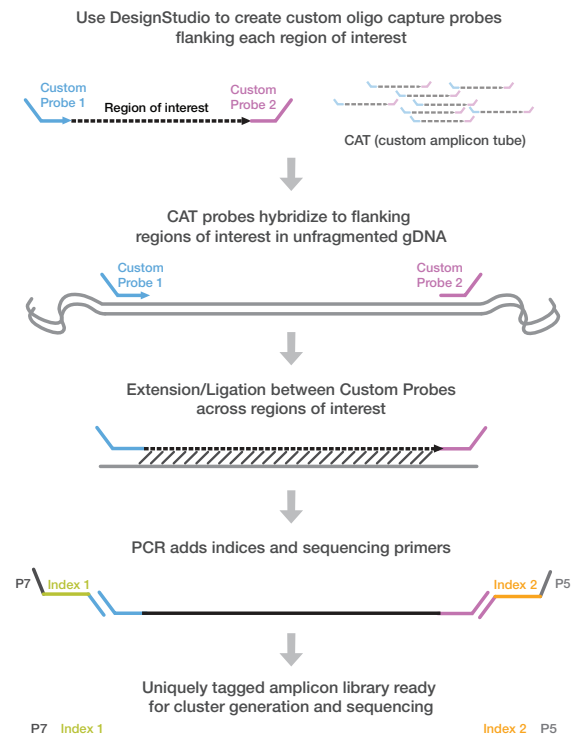 Use DesignStudio to create custom oligo capture probes
flanking each region of interest
Custom
Probe 1
Region of interest
Custom
Probe 2
CAT (custom amplicon tube)
CAT probes hybridize to flanking
regions of interest in unfragmented gDNA
Custom
Probe 1
Custom
Probe 2
Extension/Ligation between Custom Probes
across regions of interest
PCR adds indices and sequencing primers
P7 Index 1
Index 2 P5
Uniquely tagged amplicon library ready
for cluster generation and sequencing
P7 Index 1
Index 2 P5